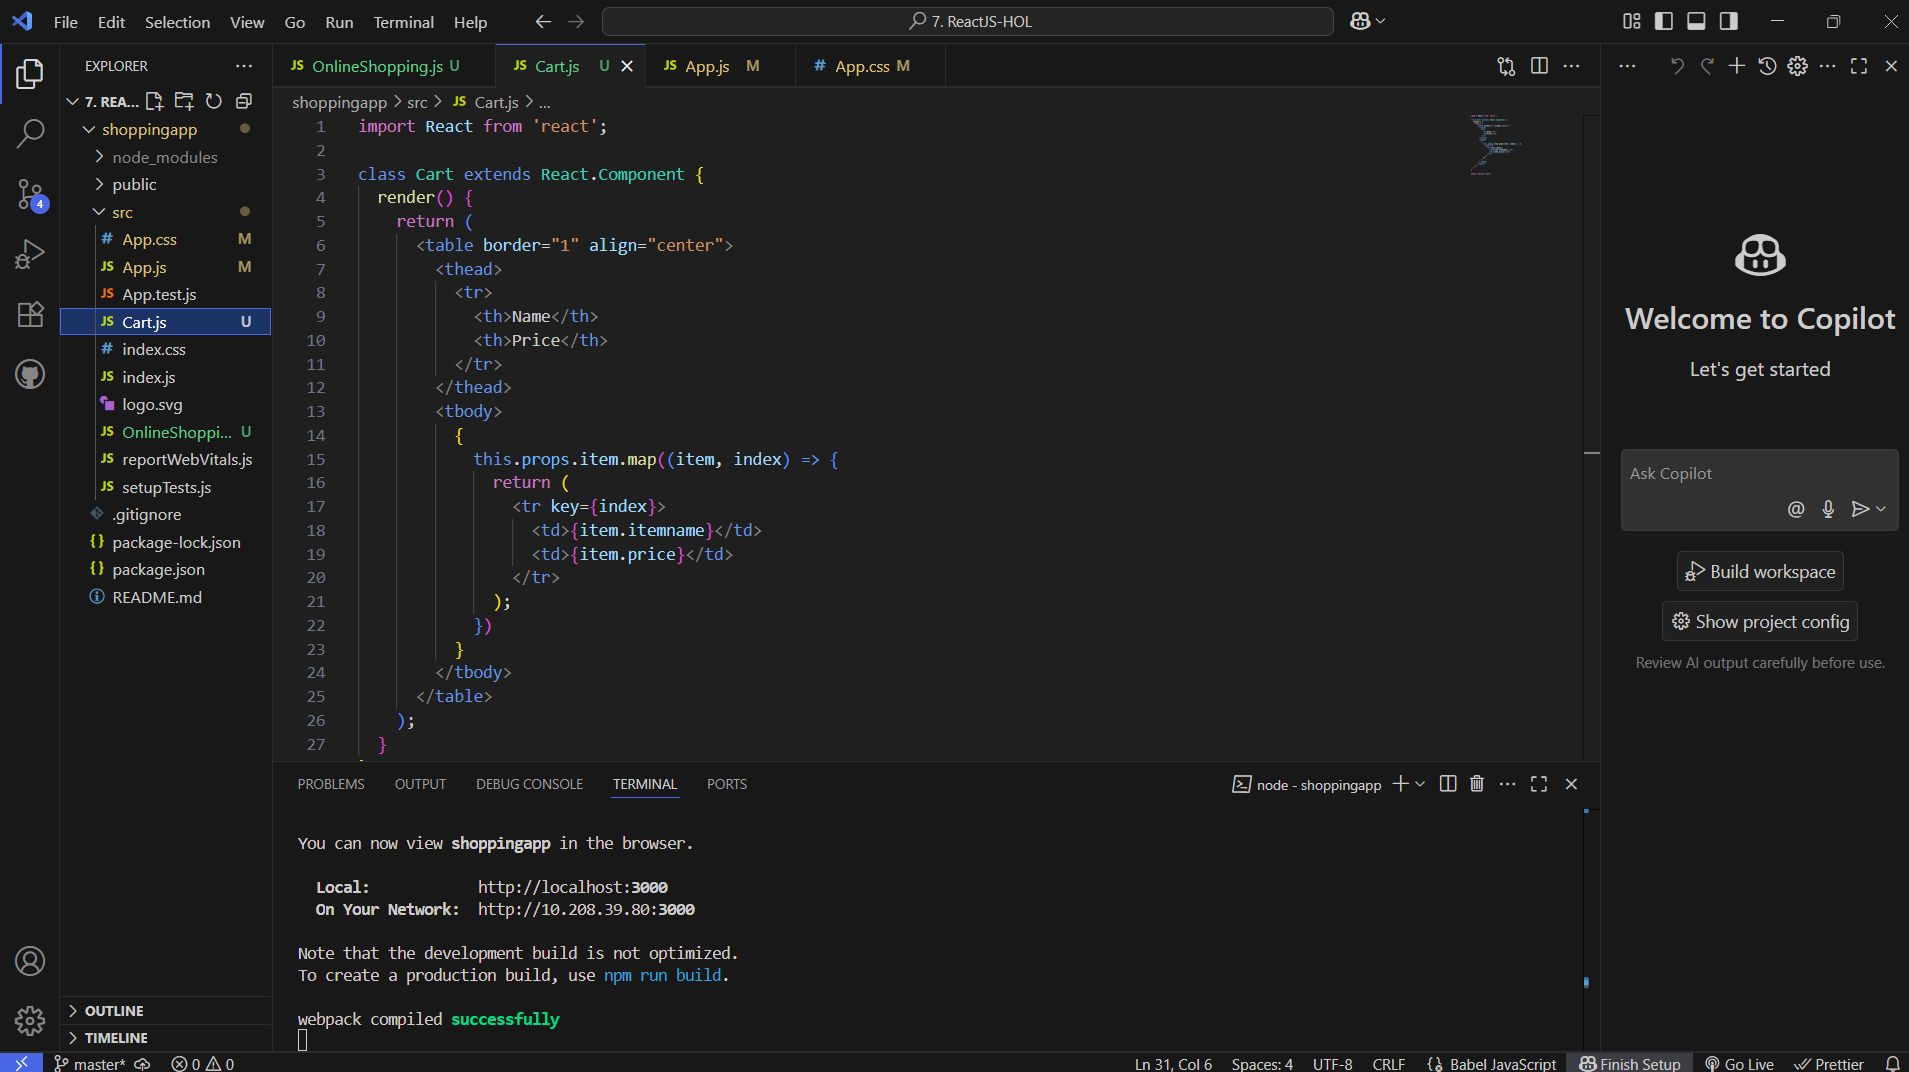 File Edit Selection View Go Run Terminal Help
7. ReactJS-HOL
EXPLORER
7. REA...
shoppingapp
node_modules
public
src
App.css M
App.js M
App.test.js
Cart.js U
index.css
index.js
logo.svg
OnlineShoppi... U
reportWebVitals.js
setupTests.js
.gitignore
package-lock.json
package.json
README.md
OUTLINE
TIMELINE
4
JS OnlineShopping.js U
JS Cart.js U
JS App.js M
# App.css M
shoppingapp > src > JS Cart.js > ...
1 import React from 'react';
2
3 class Cart extends React.Component {
4 render() {
5 return (
6 <table border="1" align="center">
7 <thead>
8 <tr>
9 <th>Name</th>
10 <th>Price</th>
11 </tr>
12 </thead>
13 <tbody>
14 {
15 this.props.item.map((item, index) => {
16 return (
17 <tr key={index}>
18 <td>{item.itemname}</td>
19 <td>{item.price}</td>
20 </tr>
21 );
22 })
23 }
24 </tbody>
25 </table>
26 );
27 }
PROBLEMS OUTPUT DEBUG CONSOLE TERMINAL PORTS
node - shoppingapp
You can now view shoppingapp in the browser.
Local: http://localhost:3000
On Your Network: http://10.208.39.80:3000
Note that the development build is not optimized.
To create a production build, use npm run build.
webpack compiled successfully
Welcome to Copilot
Let's get started
Ask Copilot
Build workspace
Show project config
Review AI output carefully before use.
master* 0 0
Ln 31, Col 6 Spaces: 4 UTF-8 CRLF {} Babel JavaScript Finish Setup Go Live Prettier